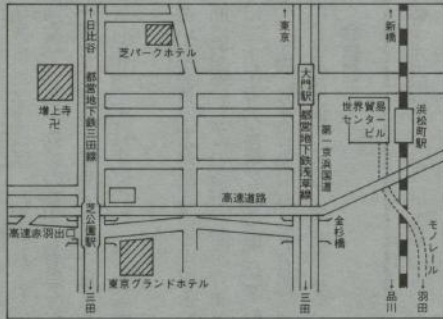 ↑日比谷
芝パークホテル
↑東京
↑新橋
増上寺
卍
都営地下鉄三田線
大門駅
都営地下鉄浅草線
第一京浜国道
世界貿易
センター
ビル
浜松町駅
芝公園駅
高速道路
高速赤羽出口
金杉橋
モノレール
東京グランドホテル
↓三田
↓三田
↓品川
↓羽田